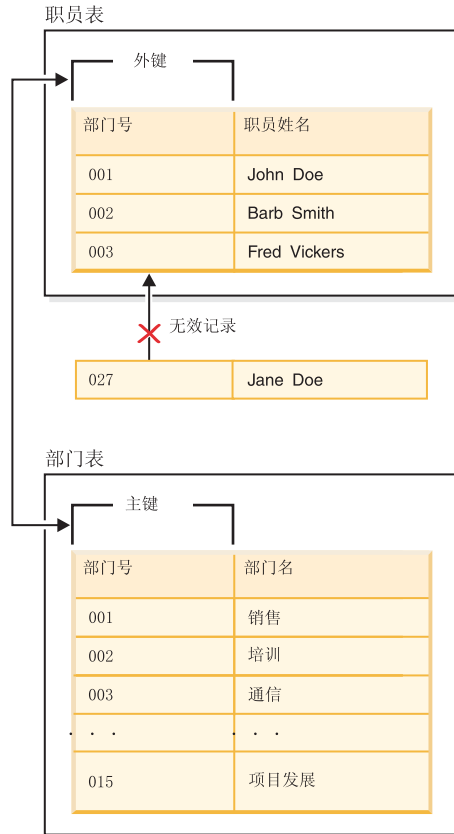 职员表
外键
部门号 职员姓名
001 John Doe
002 Barb Smith
003 Fred Vickers
无效记录
027 Jane Doe
部门表
主键
部门号 部门名
001 销售
002 培训
003 通信
. . . . . .
015 项目发展